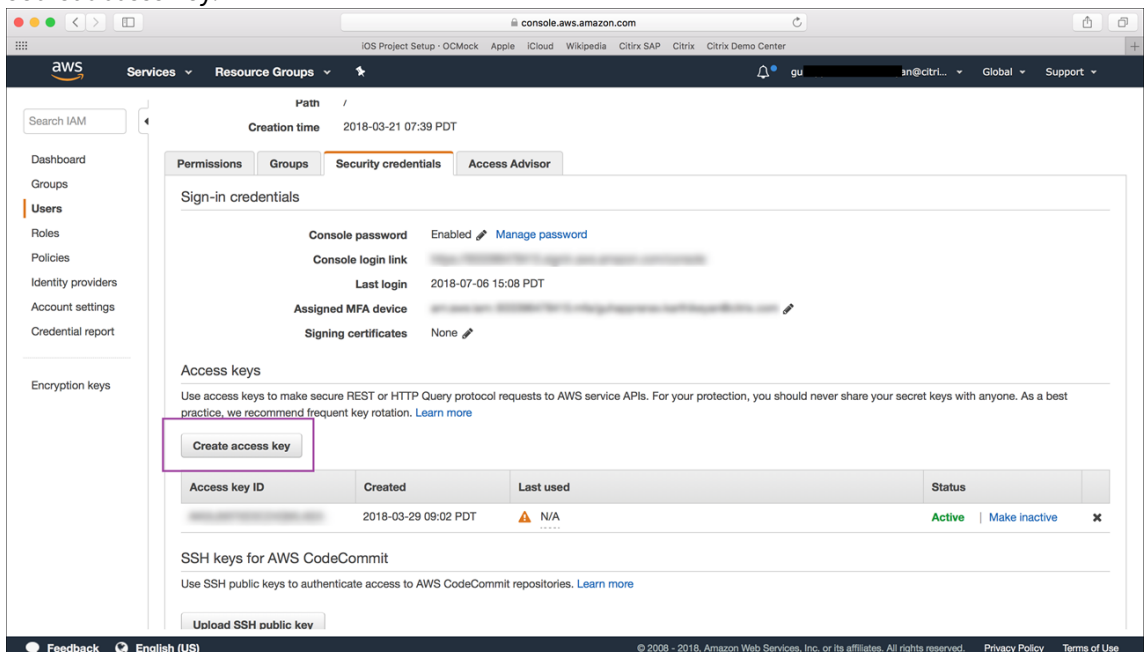 console.aws.amazon.com
iOS Project Setup · OCMock Apple iCloud Wikipedia Citirx SAP Citrix Citrix Demo Center
aws Services Resource Groups gu an@citri... Global Support
Search IAM
Dashboard
Groups
Users
Roles
Policies
Identity providers
Account settings
Credential report
Encryption keys
Path /
Creation time 2018-03-21 07:39 PDT
Permissions Groups Security credentials Access Advisor
Sign-in credentials
Console password Enabled Manage password
Console login link
Last login 2018-07-06 15:08 PDT
Assigned MFA device
Signing certificates None
Access keys
Use access keys to make secure REST or HTTP Query protocol requests to AWS service APIs. For your protection, you should never share your secret keys with anyone. As a best
practice, we recommend frequent key rotation. Learn more
Create access key
Access key ID Created Last used Status
2018-03-29 09:02 PDT N/A Active | Make inactive
SSH keys for AWS CodeCommit
Use SSH public keys to authenticate access to AWS CodeCommit repositories. Learn more
Upload SSH public key
Feedback English (US) © 2008 - 2018, Amazon Web Services, Inc. or its affiliates. All rights reserved. Privacy Policy Terms of Use